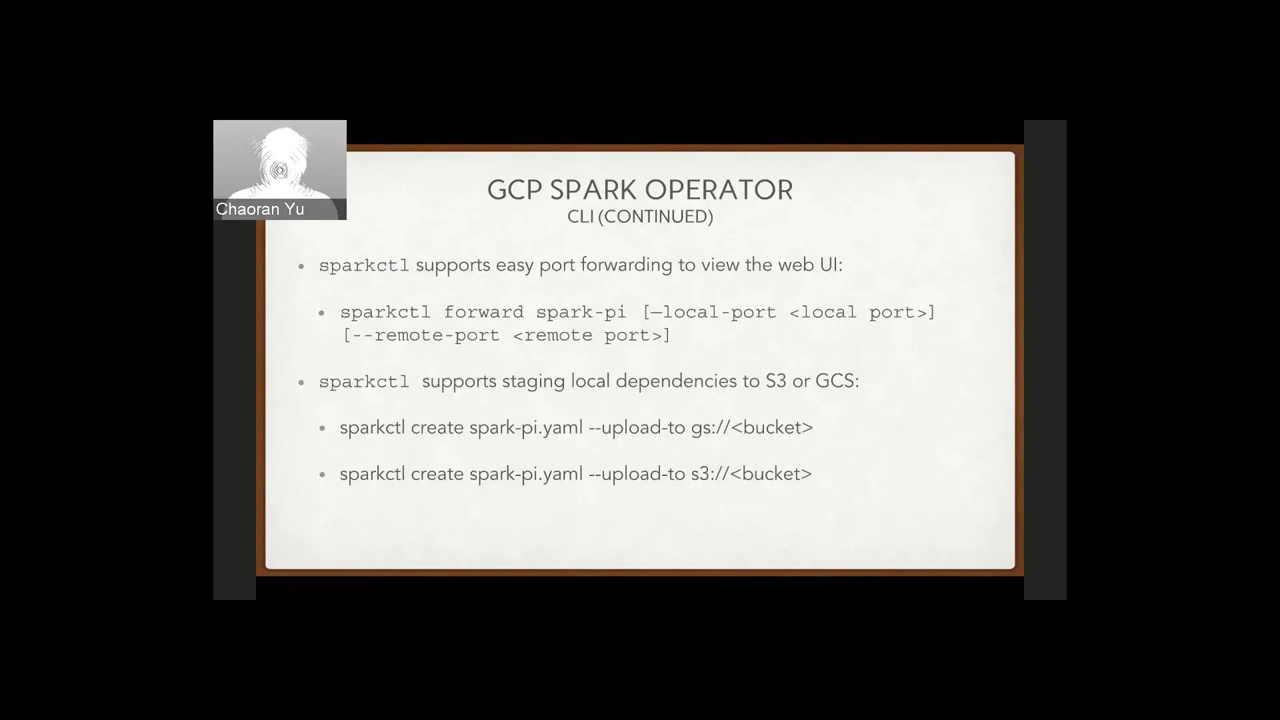 Chaoran Yu
GCP SPARK OPERATOR
CLI (CONTINUED)
• sparkctl supports easy port forwarding to view the web UI:
• sparkctl forward spark-pi [—local-port <local port>]
[--remote-port <remote port>]
• sparkctl supports staging local dependencies to S3 or GCS:
• sparkctl create spark-pi.yaml --upload-to gs://<bucket>
• sparkctl create spark-pi.yaml --upload-to s3://<bucket>